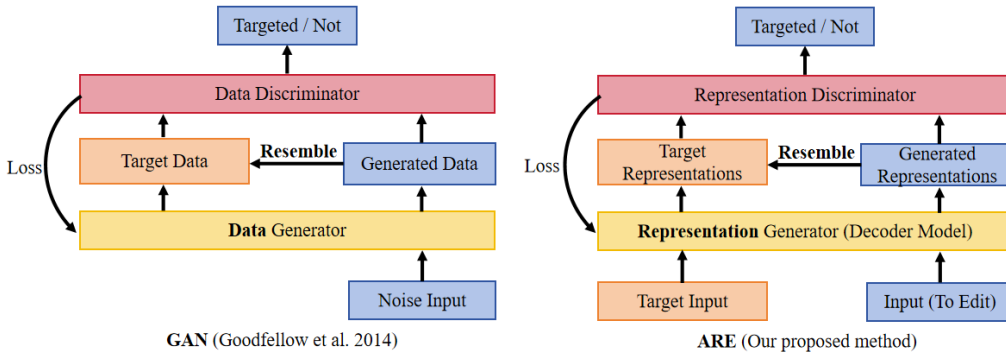 Targeted / Not
Data Discriminator
Loss
Target Data
Resemble
Generated Data
Data Generator
Noise Input
GAN (Goodfellow et al. 2014)
Targeted / Not
Representation Discriminator
Loss
Target
Representations
Resemble
Generated
Representations
Representation Generator (Decoder Model)
Target Input
Input (To Edit)
ARE (Our proposed method)